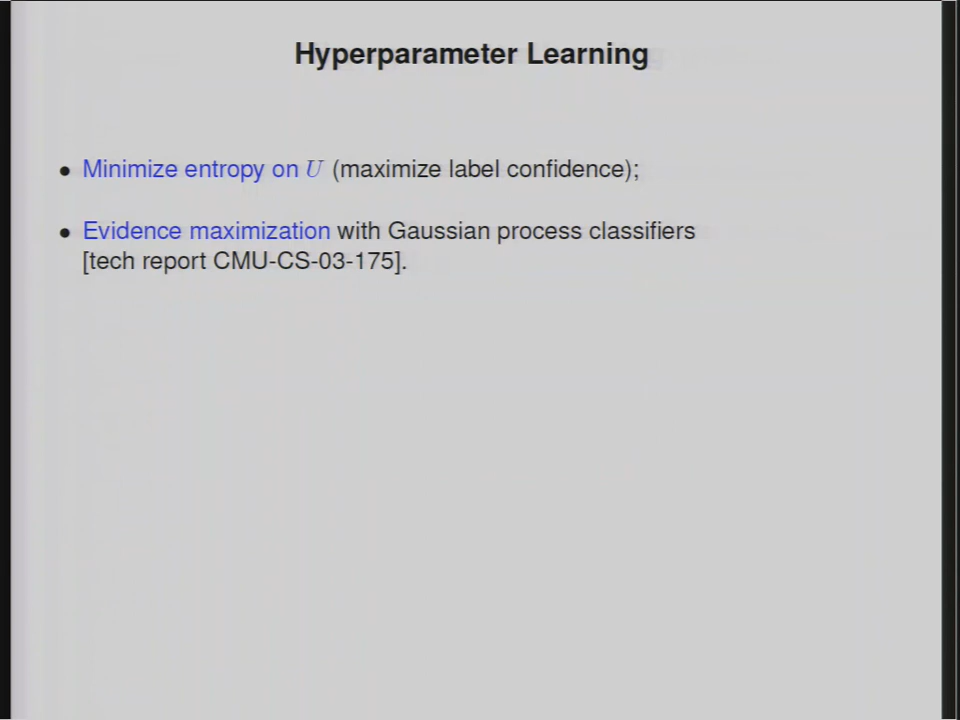 Hyperparameter Learning
• Minimize entropy on U (maximize label confidence);
• Evidence maximization with Gaussian process classifiers
[tech report CMU-CS-03-175].